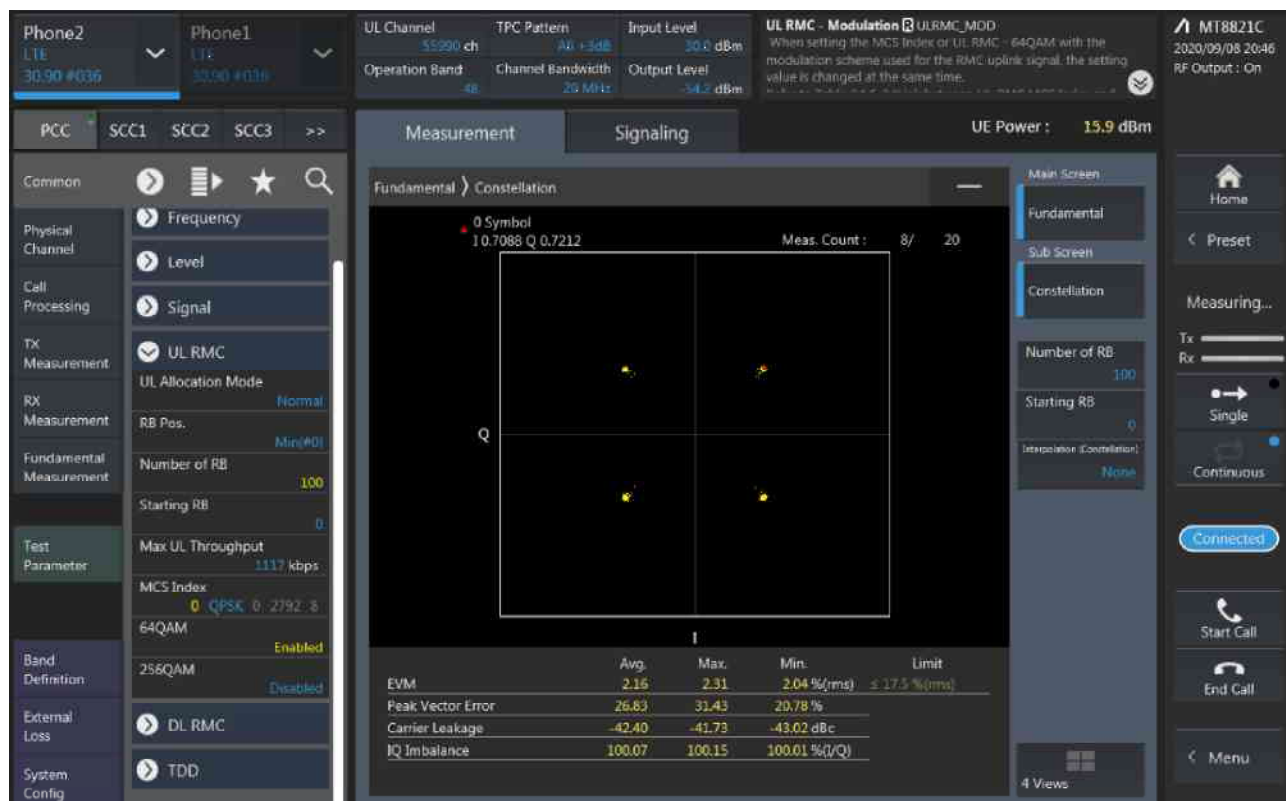 Phone2
LTE
30.90 #036
Phone1
LTE
30.90 #036
UL Channel
55990 ch
Operation Band
48
TPC Pattern
All +3dB
Channel Bandwidth
20 MHz
Input Level
30.0 dBm
Output Level
-54.2 dBm
UL RMC - Modulation ULRMC_MOD
When setting the MCS Index or UL RMC - 64QAM with the
modulation scheme used for the RMC uplink signal, the setting
value is changed at the same time.
MT8821C
2020/09/08 20:46
RF Output : On
PCC SCC1 SCC2 SCC3 >>
Measurement
Signaling
UE Power : 15.9 dBm
Common
Physical
Channel
Call
Processing
TX
Measurement
RX
Measurement
Fundamental
Measurement
Test
Parameter
Band
Definition
External
Loss
System
Config
Frequency
Level
Signal
UL RMC
UL Allocation Mode
Normal
RB Pos.
Min(#0)
Number of RB
100
Starting RB
0
Max UL Throughput
1117 kbps
MCS Index
0 QPSK 0 2792 8
64QAM
Enabled
256QAM
Disabled
DL RMC
TDD
Fundamental ⟩ Constellation
0 Symbol
I 0.7088 Q 0.7212
Meas. Count : 8/ 20
Q
I
Avg. Max. Min. Limit
EVM 2.16 2.31 2.04 %(rms) ≤ 17.5 %(rms)
Peak Vector Error 26.83 31.43 20.78 %
Carrier Leakage -42.40 -41.73 -43.02 dBc
IQ Imbalance 100.07 100.15 100.01 %(I/Q)
Main Screen
Fundamental
Sub Screen
Constellation
Number of RB
100
Starting RB
0
Interpolation (Constellation)
None
4 Views
Home
< Preset
Measuring...
Tx
Rx
Single
Continuous
Connected
Start Call
End Call
< Menu